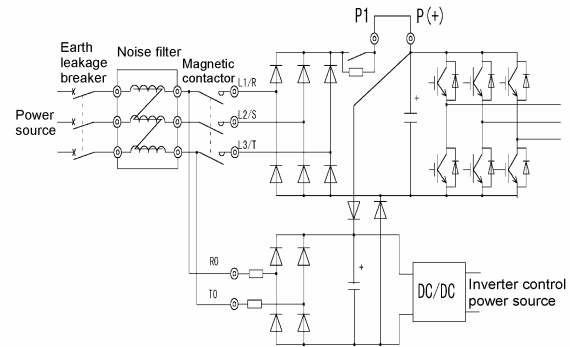 P1
P(+)
Earth
leakage
breaker
Noise filter
Magnetic
contactor
L1/R
Power
source
L2/S
L3/T
+
R0
T0
+
DC/DC
Inverter control
power source